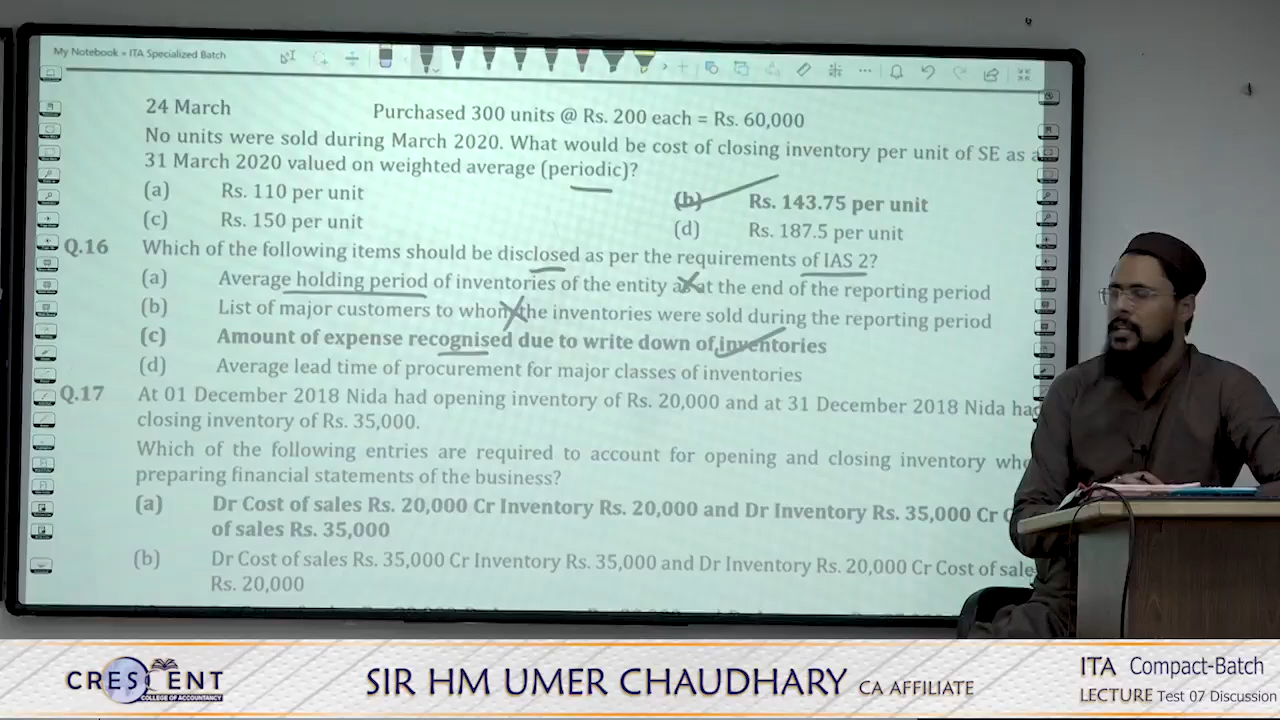 My Notebook » ITA Specialized Batch
24 March Purchased 300 units @ Rs. 200 each = Rs. 60,000
No units were sold during March 2020. What would be cost of closing inventory per unit of SE as a
31 March 2020 valued on weighted average (periodic)?
(a) Rs. 110 per unit (b) Rs. 143.75 per unit
(c) Rs. 150 per unit (d) Rs. 187.5 per unit
Q.16 Which of the following items should be disclosed as per the requirements of IAS 2?
(a) Average holding period of inventories of the entity as at the end of the reporting period
(b) List of major customers to whom the inventories were sold during the reporting period
(c) Amount of expense recognised due to write down of inventories
(d) Average lead time of procurement for major classes of inventories
Q.17 At 01 December 2018 Nida had opening inventory of Rs. 20,000 and at 31 December 2018 Nida had
closing inventory of Rs. 35,000.
Which of the following entries are required to account for opening and closing inventory whe
preparing financial statements of the business?
(a) Dr Cost of sales Rs. 20,000 Cr Inventory Rs. 20,000 and Dr Inventory Rs. 35,000 Cr C
of sales Rs. 35,000
(b) Dr Cost of sales Rs. 35,000 Cr Inventory Rs. 35,000 and Dr Inventory Rs. 20,000 Cr Cost of sale
Rs. 20,000
CRESCENT
COLLEGE OF ACCOUNTANCY
SIR HM UMER CHAUDHARY CA AFFILIATE
ITA Compact-Batch
LECTURE Test 07 Discussion